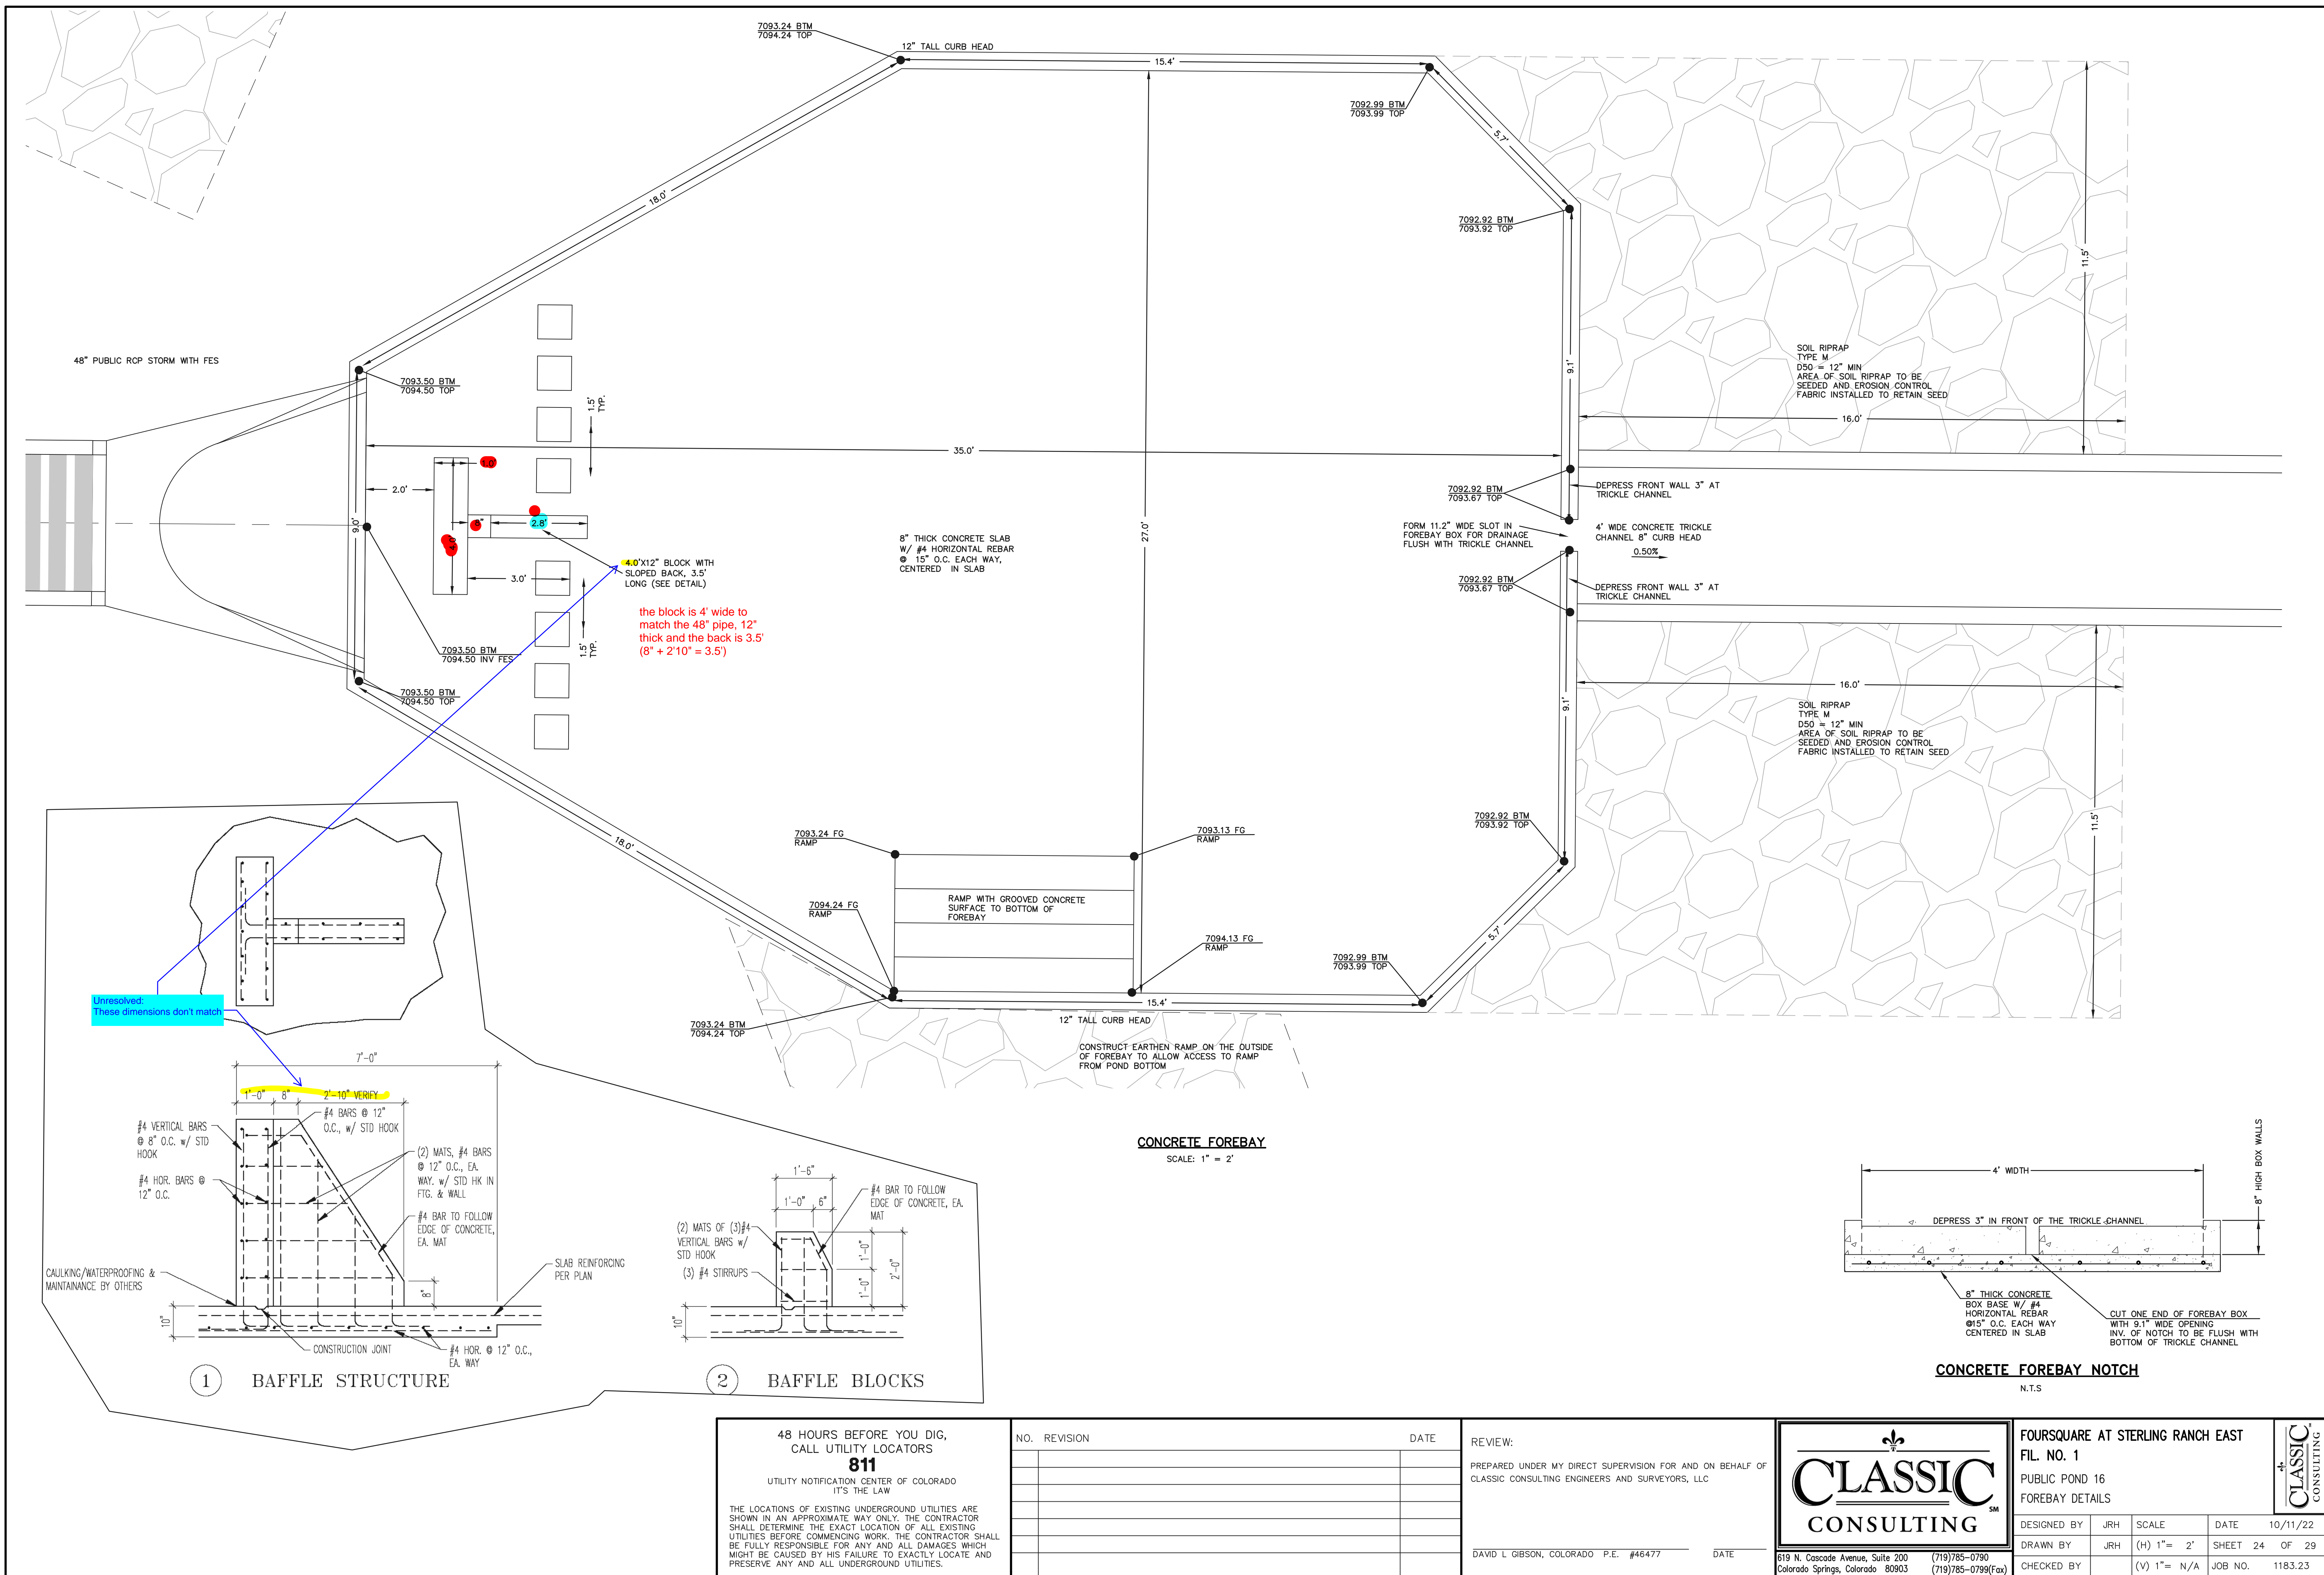 7093.24 BTM
7094.24 TOP
12" TALL CURB HEAD
15.4'
7092.99 BTM
7093.99 TOP
5.7'
18.0'
7092.92 BTM
7093.92 TOP
11.5'
48" PUBLIC RCP STORM WITH FES
7093.50 BTM
7094.50 TOP
1.5'
TYP.
9.1'
SOIL RIPRAP
TYPE M
D50 = 12" MIN
AREA OF SOIL RIPRAP TO BE
SEEDED AND EROSION CONTROL
FABRIC INSTALLED TO RETAIN SEED
16.0'
35.0'
1.0'
2.0'
9.0'
8"
2.8'
4.0'
3.0'
27.0'
4.0'X12" BLOCK WITH
SLOPED BACK, 3.5'
LONG (SEE DETAIL)
the block is 4' wide to
match the 48" pipe, 12"
thick and the back is 3.5'
(8" + 2'10" = 3.5')
8" THICK CONCRETE SLAB
W/ #4 HORIZONTAL REBAR
@ 15" O.C. EACH WAY,
CENTERED IN SLAB
7092.92 BTM
7093.67 TOP
DEPRESS FRONT WALL 3" AT
TRICKLE CHANNEL
FORM 11.2" WIDE SLOT IN
FOREBAY BOX FOR DRAINAGE
FLUSH WITH TRICKLE CHANNEL
4' WIDE CONCRETE TRICKLE
CHANNEL 8" CURB HEAD
0.50%
7092.92 BTM
7093.67 TOP
DEPRESS FRONT WALL 3" AT
TRICKLE CHANNEL
1.5'
TYP.
7093.50 BTM
7094.50 INV FES
7093.50 BTM
7094.50 TOP
16.0'
9.1'
SOIL RIPRAP
TYPE M
D50 = 12" MIN
AREA OF SOIL RIPRAP TO BE
SEEDED AND EROSION CONTROL
FABRIC INSTALLED TO RETAIN SEED
11.5'
18.0'
7093.24 FG
RAMP
7093.13 FG
RAMP
7092.92 BTM
7093.92 TOP
RAMP WITH GROOVED CONCRETE
SURFACE TO BOTTOM OF
FOREBAY
7094.24 FG
RAMP
7094.13 FG
RAMP
5.7'
7092.99 BTM
7093.99 TOP
15.4'
7093.24 BTM
7094.24 TOP
12" TALL CURB HEAD
CONSTRUCT EARTHEN RAMP ON THE OUTSIDE
OF FOREBAY TO ALLOW ACCESS TO RAMP
FROM POND BOTTOM
CONCRETE FOREBAY
SCALE: 1" = 2'
Unresolved:
These dimensions don't match
7'-0"
1'-0"
8"
2'-10" VERIFY
#4 VERTICAL BARS
@ 8" O.C. w/ STD
HOOK
#4 BARS @ 12"
O.C., w/ STD HOOK
(2) MATS, #4 BARS
@ 12" O.C., EA.
WAY. w/ STD HK IN
FTG. & WALL
#4 HOR. BARS @
12" O.C.
#4 BAR TO FOLLOW
EDGE OF CONCRETE,
EA. MAT
SLAB REINFORCING
PER PLAN
CAULKING/WATERPROOFING &
MAINTAINANCE BY OTHERS
8"
10"
CONSTRUCTION JOINT
#4 HOR. @ 12" O.C.,
EA. WAY
1 BAFFLE STRUCTURE
1'-6"
1'-0"
6"
#4 BAR TO FOLLOW
EDGE OF CONCRETE, EA.
MAT
(2) MATS OF (3)#4
VERTICAL BARS w/
STD HOOK
(3) #4 STIRRUPS
1'-0"
1'-0"
2'-0"
10"
2 BAFFLE BLOCKS
4' WIDTH
8" HIGH BOX WALLS
DEPRESS 3" IN FRONT OF THE TRICKLE CHANNEL
8" THICK CONCRETE
BOX BASE W/ #4
HORIZONTAL REBAR
@15" O.C. EACH WAY
CENTERED IN SLAB
CUT ONE END OF FOREBAY BOX
WITH 9.1" WIDE OPENING
INV. OF NOTCH TO BE FLUSH WITH
BOTTOM OF TRICKLE CHANNEL
CONCRETE FOREBAY NOTCH
N.T.S
48 HOURS BEFORE YOU DIG,
CALL UTILITY LOCATORS
811
UTILITY NOTIFICATION CENTER OF COLORADO
IT'S THE LAW
THE LOCATIONS OF EXISTING UNDERGROUND UTILITIES ARE
SHOWN IN AN APPROXIMATE WAY ONLY. THE CONTRACTOR
SHALL DETERMINE THE EXACT LOCATION OF ALL EXISTING
UTILITIES BEFORE COMMENCING WORK. THE CONTRACTOR SHALL
BE FULLY RESPONSIBLE FOR ANY AND ALL DAMAGES WHICH
MIGHT BE CAUSED BY HIS FAILURE TO EXACTLY LOCATE AND
PRESERVE ANY AND ALL UNDERGROUND UTILITIES.
NO. REVISION DATE
REVIEW:
PREPARED UNDER MY DIRECT SUPERVISION FOR AND ON BEHALF OF
CLASSIC CONSULTING ENGINEERS AND SURVEYORS, LLC
DAVID L GIBSON, COLORADO P.E. #46477 DATE
CLASSIC SM
CONSULTING
619 N. Cascade Avenue, Suite 200 (719)785-0790
Colorado Springs, Colorado 80903 (719)785-0799(Fax)
FOURSQUARE AT STERLING RANCH EAST
FIL. NO. 1
PUBLIC POND 16
FOREBAY DETAILS
CLASSIC
CONSULTING
DESIGNED BY JRH SCALE DATE 10/11/22
DRAWN BY JRH (H) 1"= 2' SHEET 24 OF 29
CHECKED BY (V) 1"= N/A JOB NO. 1183.23